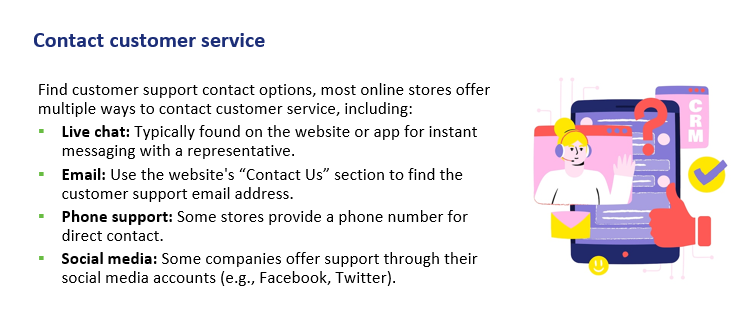 Contact customer service
Find customer support contact options, most online stores offer
multiple ways to contact customer service, including:
▪ Live chat: Typically found on the website or app for instant
messaging with a representative.
▪ Email: Use the website's “Contact Us” section to find the
customer support email address.
▪ Phone support: Some stores provide a phone number for
direct contact.
▪ Social media: Some companies offer support through their
social media accounts (e.g., Facebook, Twitter).
CRM
?